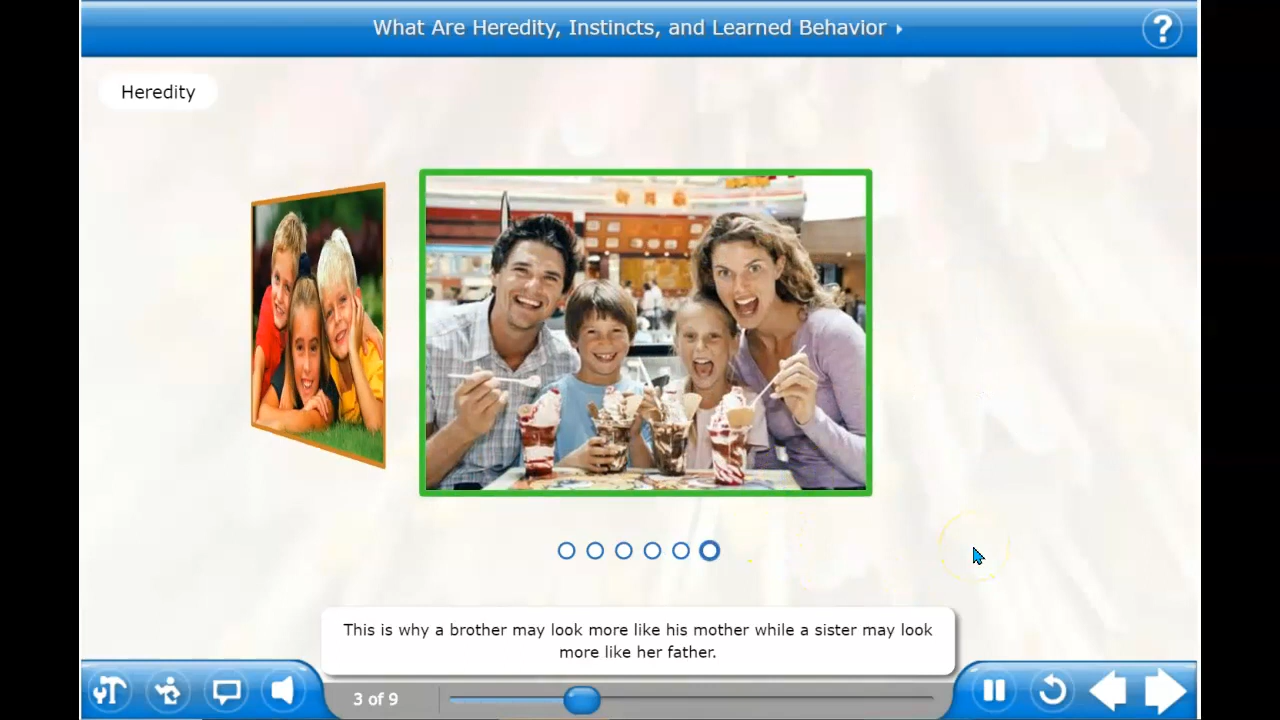 What Are Heredity, Instincts, and Learned Behavior
?
Heredity
This is why a brother may look more like his mother while a sister may look
more like her father.
3 of 9